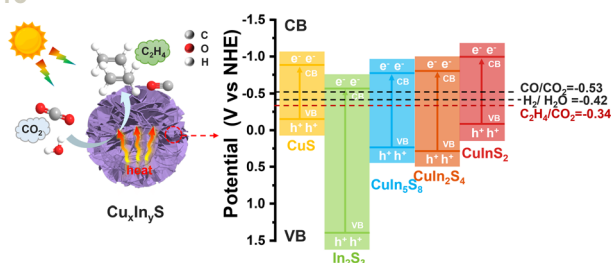 C
O
H
C₂H₄
CO₂
heat
CuₓInᵧS
Potential (V vs NHE)
-1.5
-1.0
-0.5
0.0
0.5
1.0
1.5
CB
VB
e⁻ e⁻
CB
VB
h⁺ h⁺
CuS
e⁻ e⁻
CB
VB
h⁺ h⁺
In₂S₃
e⁻ e⁻
CB
VB
h⁺ h⁺
CuIn₅S₈
e⁻ e⁻
CB
VB
h⁺ h⁺
CuIn₂S₄
e⁻ e⁻
CB
VB
h⁺ h⁺
CuInS₂
CO/CO₂=-0.53
H₂/ H₂O = -0.42
C₂H₄/CO₂=-0.34